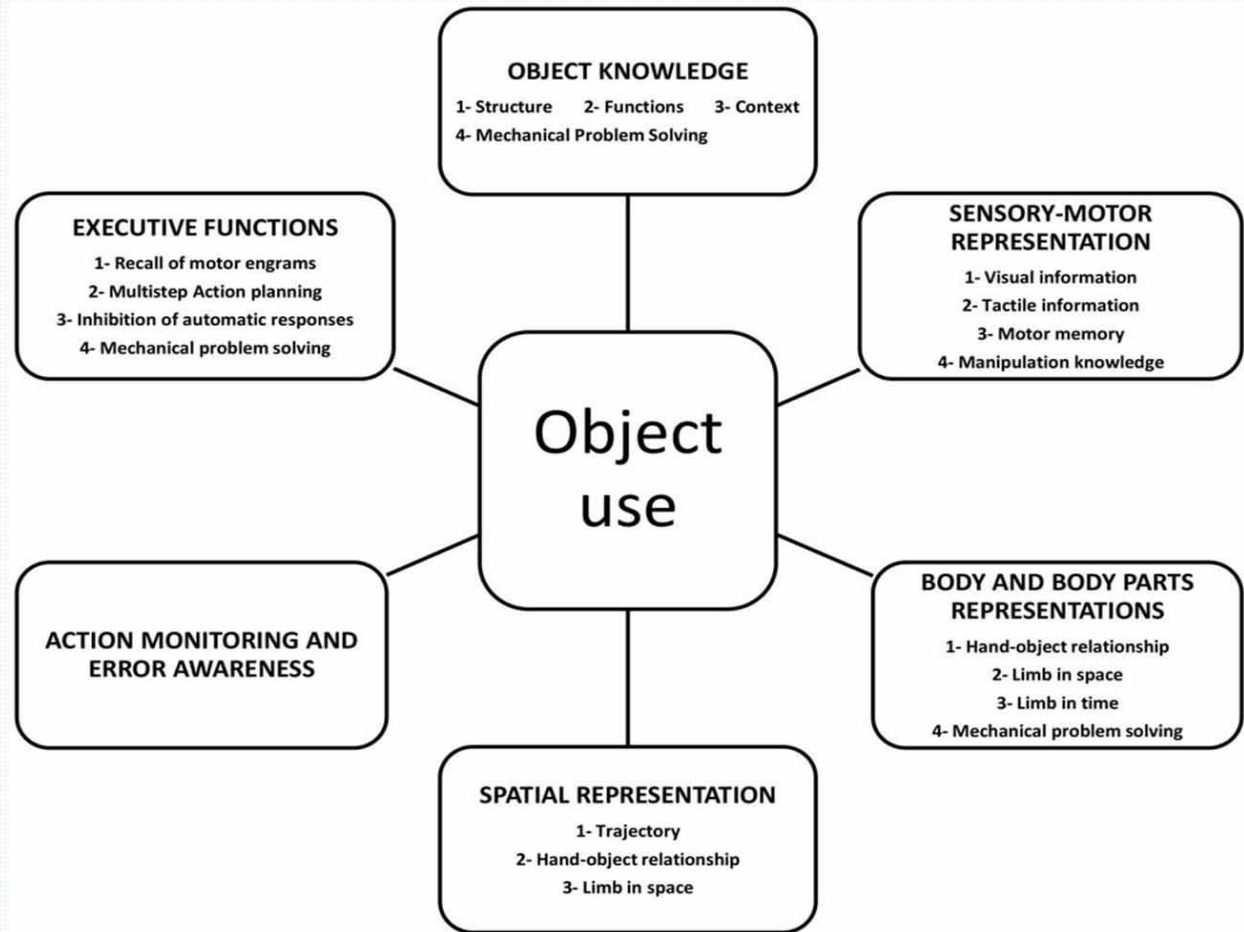 OBJECT KNOWLEDGE
1- Structure 2- Functions 3- Context
4- Mechanical Problem Solving
EXECUTIVE FUNCTIONS
1- Recall of motor engrams
2- Multistep Action planning
3- Inhibition of automatic responses
4- Mechanical problem solving
SENSORY-MOTOR
REPRESENTATION
1- Visual information
2- Tactile information
3- Motor memory
4- Manipulation knowledge
Object
use
ACTION MONITORING AND
ERROR AWARENESS
BODY AND BODY PARTS
REPRESENTATIONS
1- Hand-object relationship
2- Limb in space
3- Limb in time
4- Mechanical problem solving
SPATIAL REPRESENTATION
1- Trajectory
2- Hand-object relationship
3- Limb in space